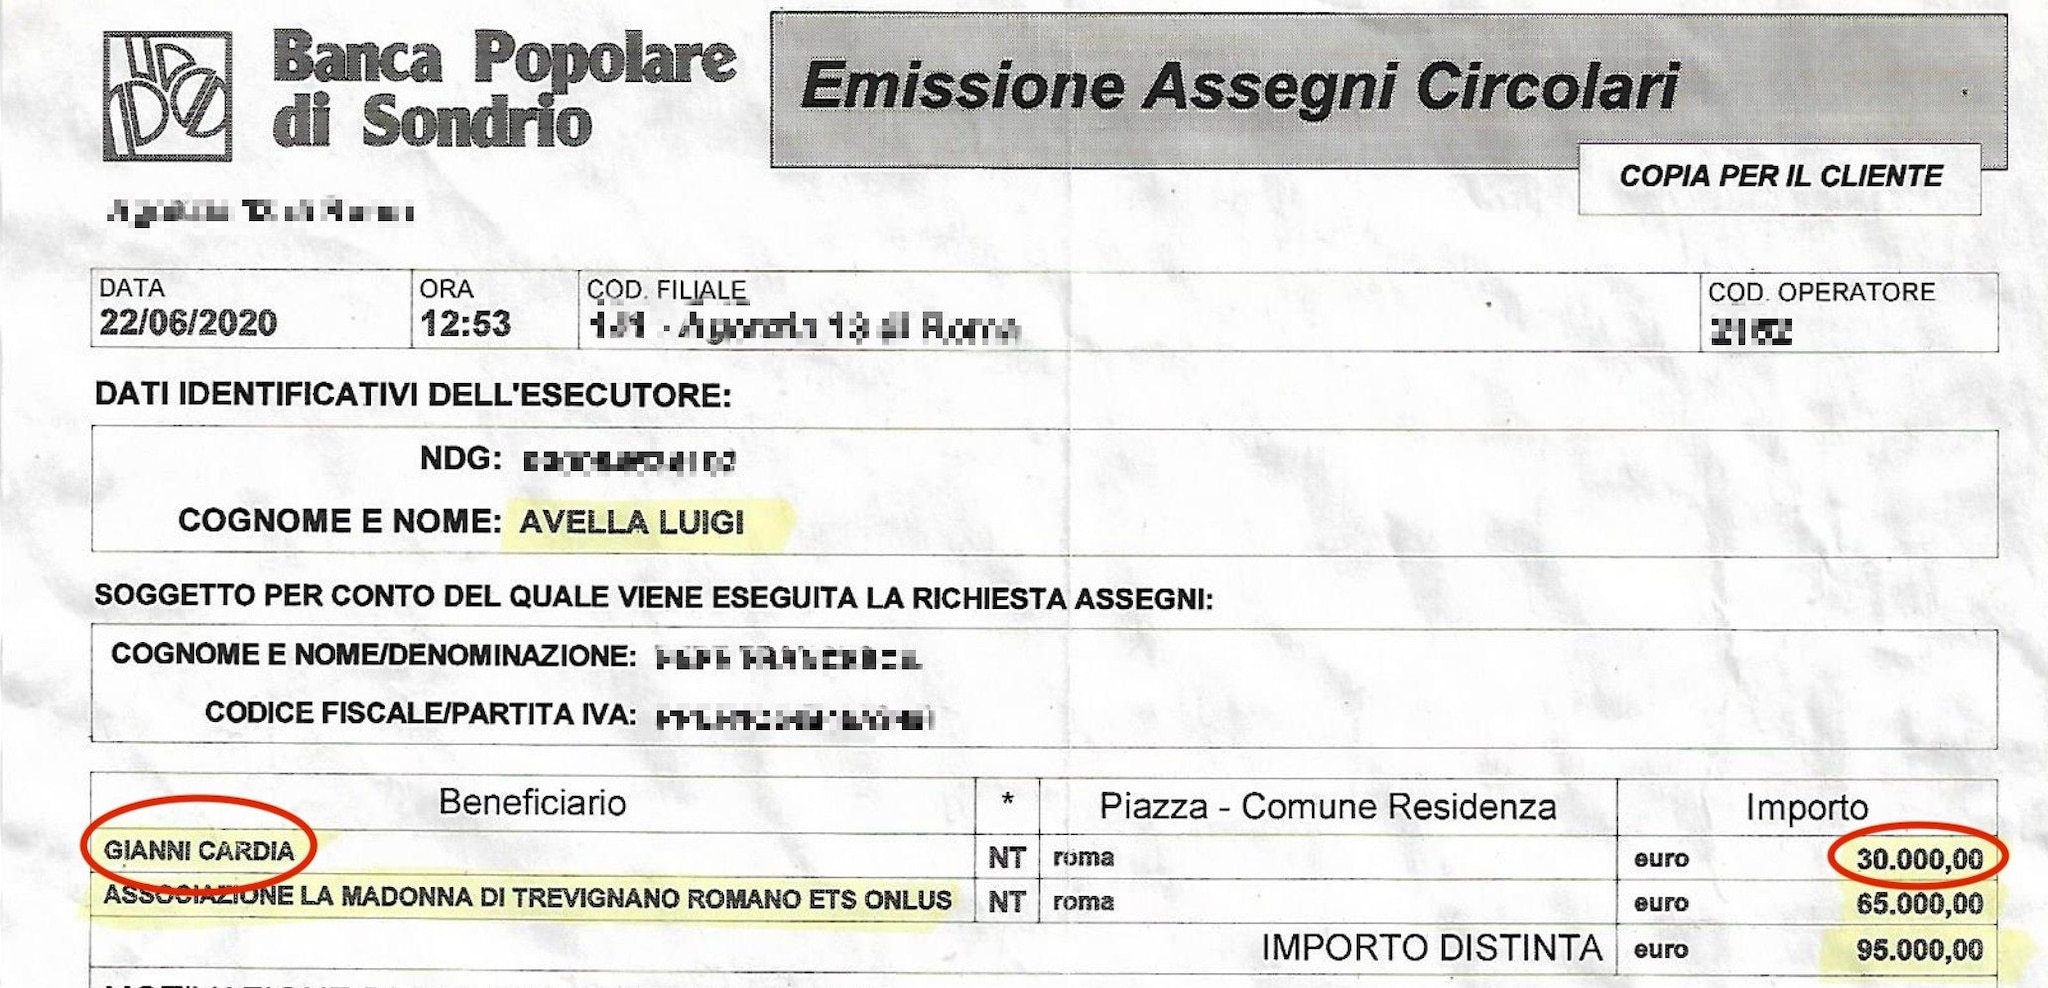 Banca Popolare
di Sondrio
Emissione Assegni Circolari
COPIA PER IL CLIENTE
DATA
22/06/2020
ORA
12:53
COD. FILIALE
COD. OPERATORE
DATI IDENTIFICATIVI DELL'ESECUTORE:
NDG:
COGNOME E NOME: AVELLA LUIGI
SOGGETTO PER CONTO DEL QUALE VIENE ESEGUITA LA RICHIESTA ASSEGNI:
COGNOME E NOME/DENOMINAZIONE:
CODICE FISCALE/PARTITA IVA:
Beneficiario * Piazza - Comune Residenza Importo
GIANNI CARDIA NT roma euro 30.000,00
ASSOCIAZIONE LA MADONNA DI TREVIGNANO ROMANO ETS ONLUS NT roma euro 65.000,00
IMPORTO DISTINTA euro 95.000,00